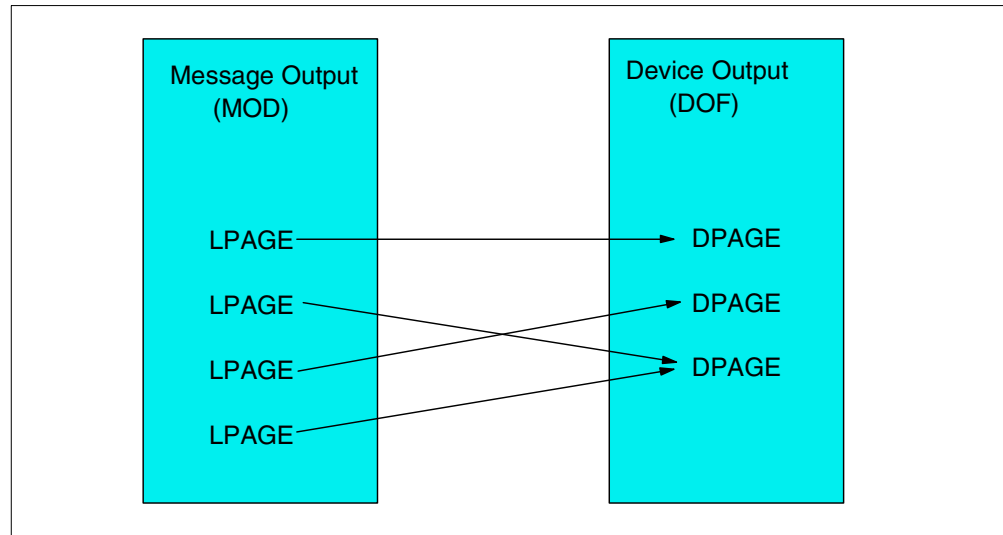 Message Output
(MOD)
LPAGE
LPAGE
LPAGE
LPAGE
Device Output
(DOF)
DPAGE
DPAGE
DPAGE